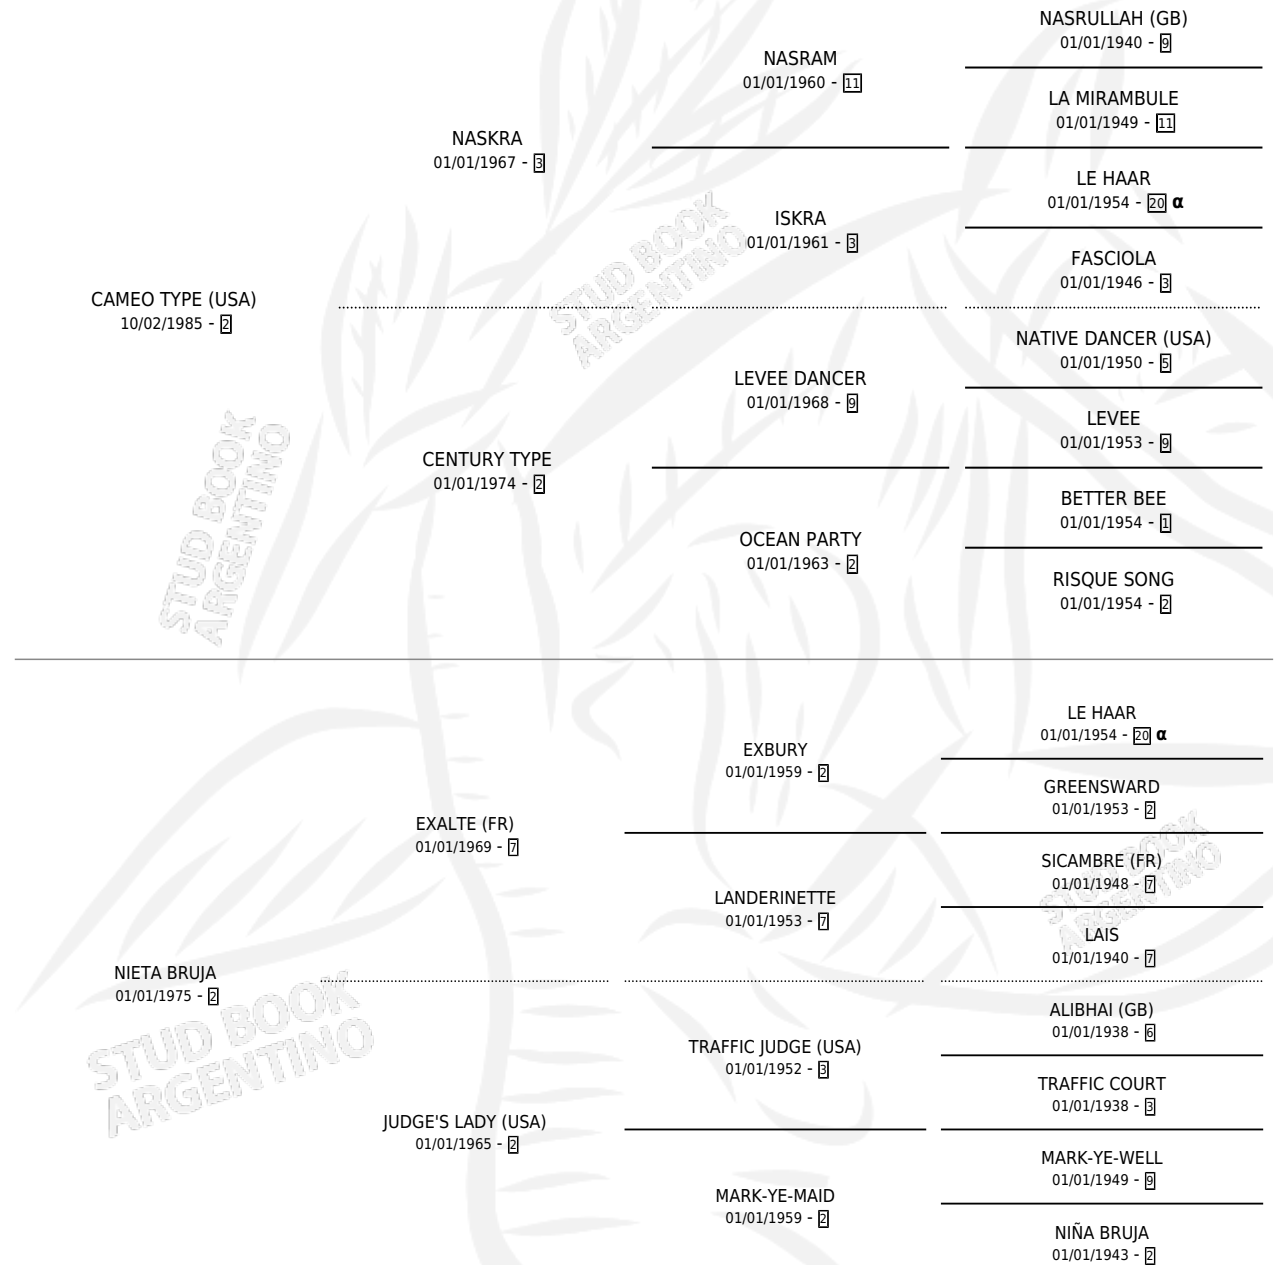 NASRULLAH (GB)
01/01/1940 - 9
NASRAM
01/01/1960 - 11
LA MIRAMBULE
01/01/1949 - 11
NASKRA
01/01/1967 - 3
LE HAAR
01/01/1954 - 20 α
ISKRA
01/01/1961 - 3
FASCIOLA
01/01/1946 - 3
CAMEO TYPE (USA)
10/02/1985 - 2
NATIVE DANCER (USA)
01/01/1950 - 5
LEVEE DANCER
01/01/1968 - 9
LEVEE
01/01/1953 - 9
CENTURY TYPE
01/01/1974 - 2
BETTER BEE
01/01/1954 - 1
OCEAN PARTY
01/01/1963 - 2
RISQUE SONG
01/01/1954 - 2
LE HAAR
01/01/1954 - 20 α
EXBURY
01/01/1959 - 2
GREENSWARD
01/01/1953 - 2
EXALTE (FR)
01/01/1969 - 7
SICAMBRE (FR)
01/01/1948 - 7
LANDERINETTE
01/01/1953 - 7
LAIS
01/01/1940 - 7
NIETA BRUJA
01/01/1975 - 2
ALIBHAI (GB)
01/01/1938 - 6
TRAFFIC JUDGE (USA)
01/01/1952 - 3
TRAFFIC COURT
01/01/1938 - 3
JUDGE'S LADY (USA)
01/01/1965 - 2
MARK-YE-WELL
01/01/1949 - 9
MARK-YE-MAID
01/01/1959 - 2
NIÑA BRUJA
01/01/1943 - 2
STUD BOOK
ARGENTINO
STUD BOOK
ARGENTINO
STUD BOOK
ARGENTINO
STUD BOOK
ARGENTINO